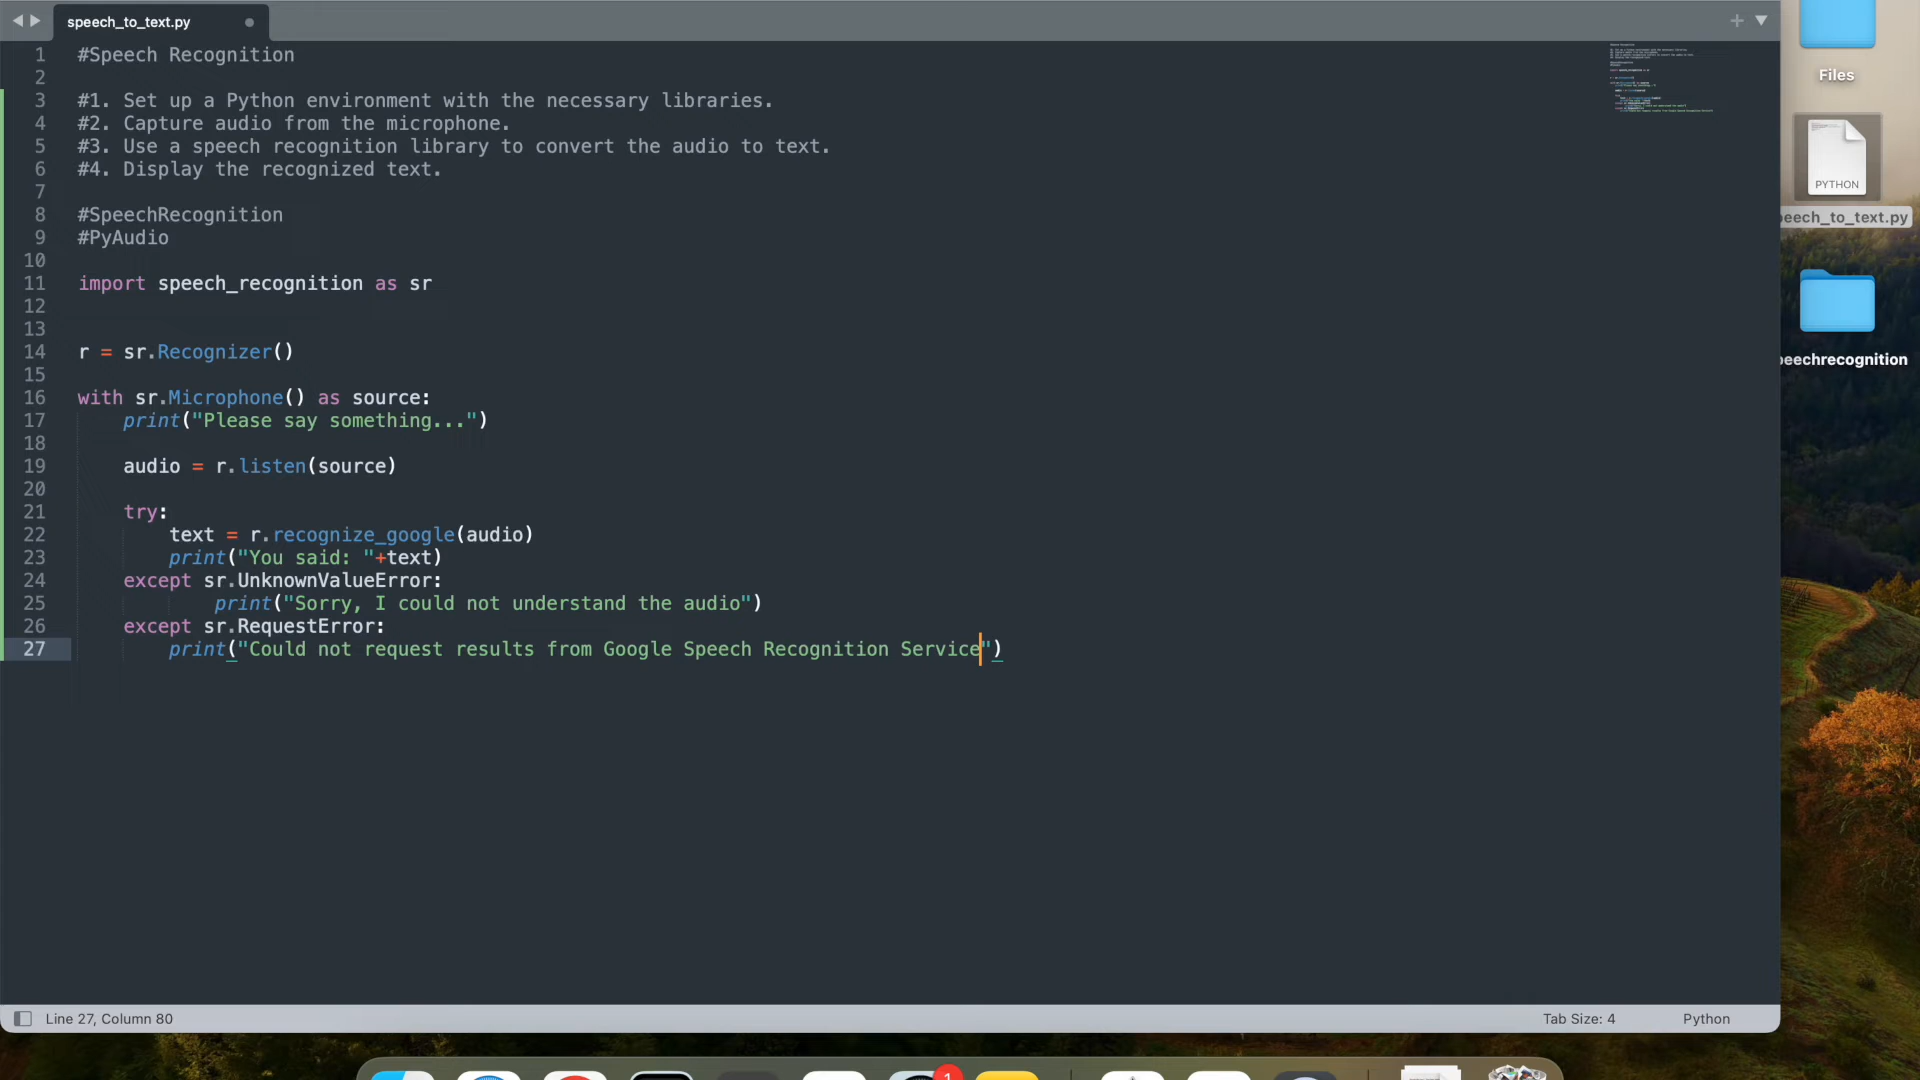 speech_to_text.py
1 #Speech Recognition
2
3 #1. Set up a Python environment with the necessary libraries.
4 #2. Capture audio from the microphone.
5 #3. Use a speech recognition library to convert the audio to text.
6 #4. Display the recognized text.
7
8 #SpeechRecognition
9 #PyAudio
10
11 import speech_recognition as sr
12
13
14 r = sr.Recognizer()
15
16 with sr.Microphone() as source:
17     print("Please say something...")
18
19     audio = r.listen(source)
20
21     try:
22         text = r.recognize_google(audio)
23         print("You said: "+text)
24     except sr.UnknownValueError:
25             print("Sorry, I could not understand the audio")
26     except sr.RequestError:
27         print("Could not request results from Google Speech Recognition Service")
Line 27, Column 80
Tab Size: 4
Python
Files
PYTHON
eech_to_text.py
eechrecognition
1